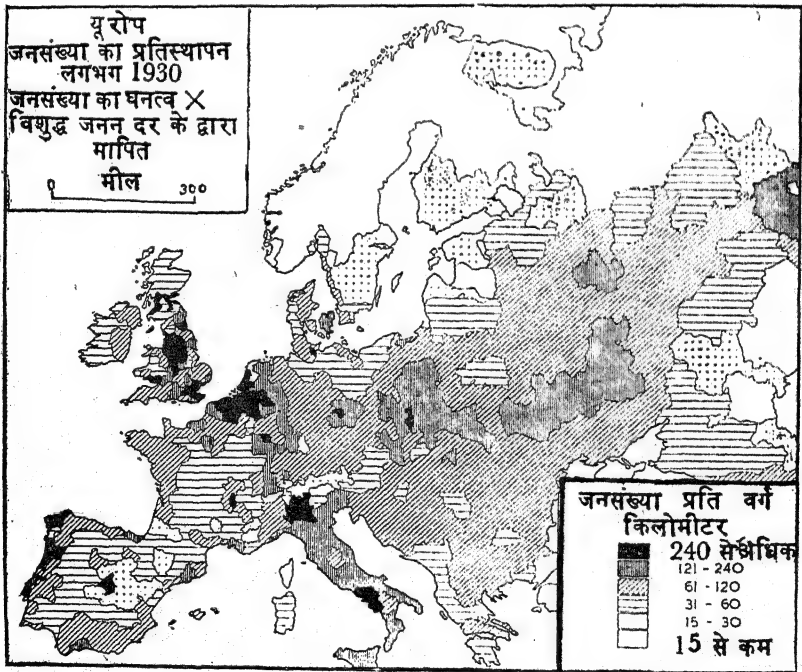 यूरोप
जनसंख्या का प्रतिस्थापन
लगभग 1930
जनसंख्या का घनत्व X
विशुद्ध जनन दर के द्वारा
मापित
मील
0 300
जनसंख्या प्रति वर्ग
किलोमीटर
240 से अधिक
121 - 240
61 - 120
31 - 60
15 - 30
15 से कम